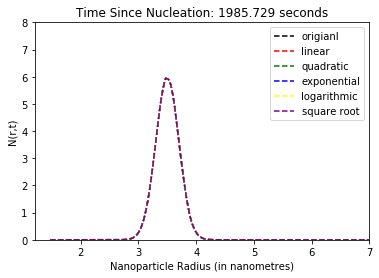 Time Since Nucleation: 1985.729 seconds
8
7
6
5
4
3
2
1
0
N(r,t)
origianl
linear
quadratic
exponential
logarithmic
square root
2 3 4 5 6 7
Nanoparticle Radius (in nanometres)